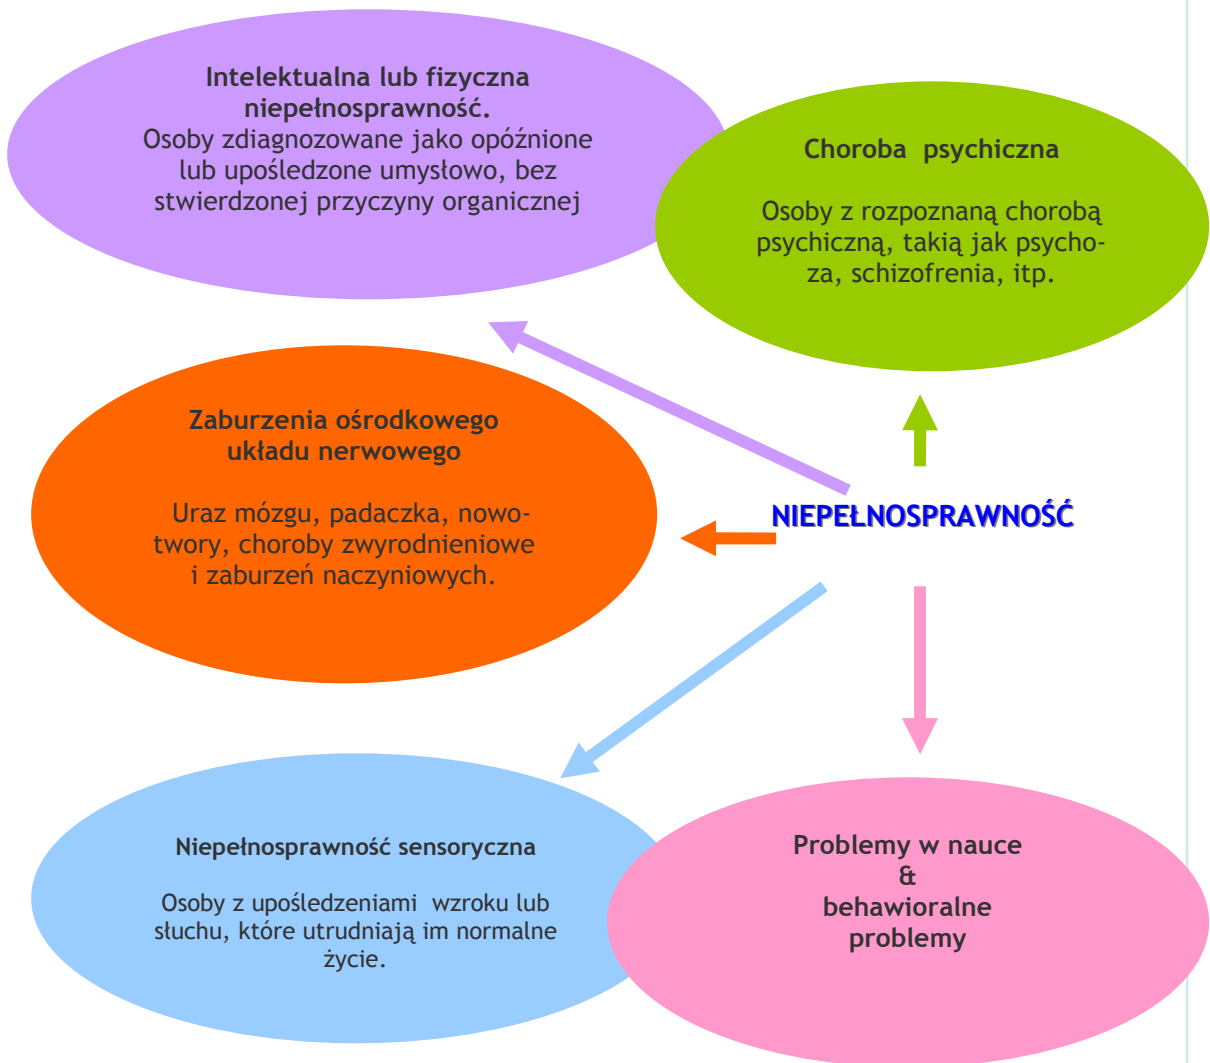 Intelektualna lub fizyczna
niepełnosprawność.
Osoby zdiagnozowane jako opóźnione
lub upośledzone umysłowo, bez
stwierdzonej przyczyny organicznej
Choroba psychiczna
Osoby z rozpoznaną chorobą
psychiczną, takią jak psycho-
za, schizofrenia, itp.
Zaburzenia ośrodkowego
układu nerwowego
Uraz mózgu, padaczka, nowo-
twory, choroby zwyrodnieniowe
i zaburzeń naczyniowych.
NIEPEŁNOSPRAWNOŚĆ
Niepełnosprawność sensoryczna
Osoby z upośledzeniami wzroku lub
słuchu, które utrudniają im normalne
życie.
Problemy w nauce
&
behawioralne
problemy